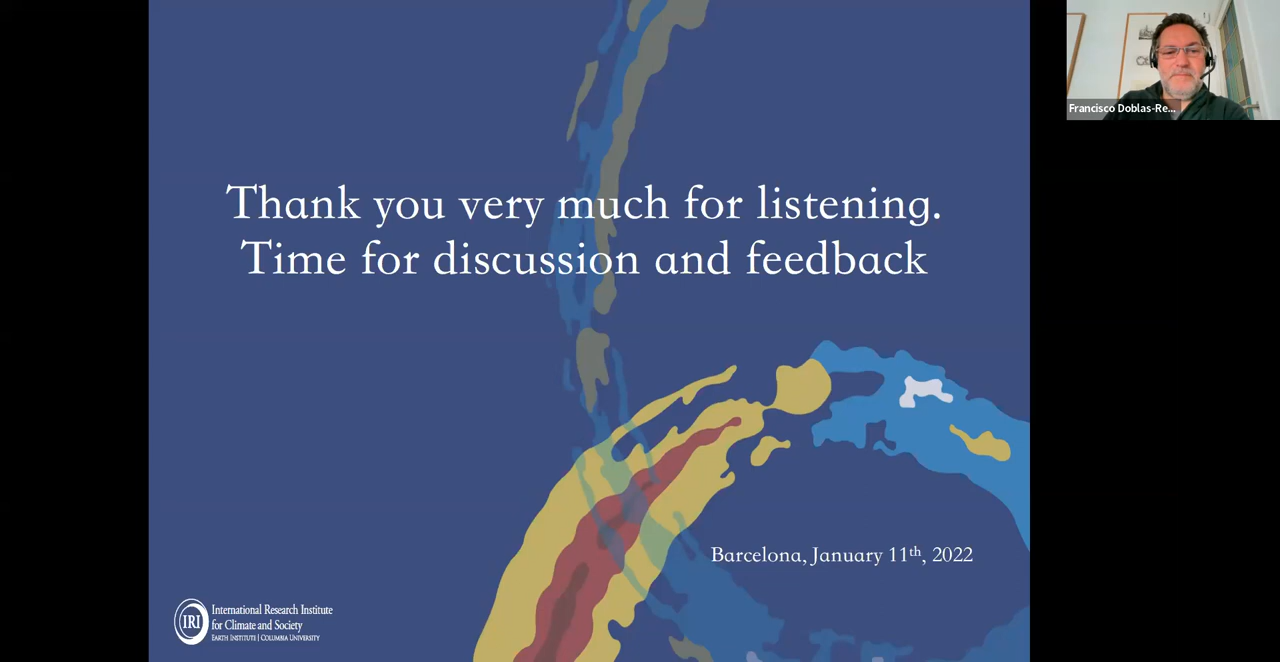 Thank you very much for listening.
Time for discussion and feedback
Francisco Doblas-Re...
Barcelona, January 11th, 2022
IRI
International Research Institute
for Climate and Society
EARTH INSTITUTE | COLUMBIA UNIVERSITY